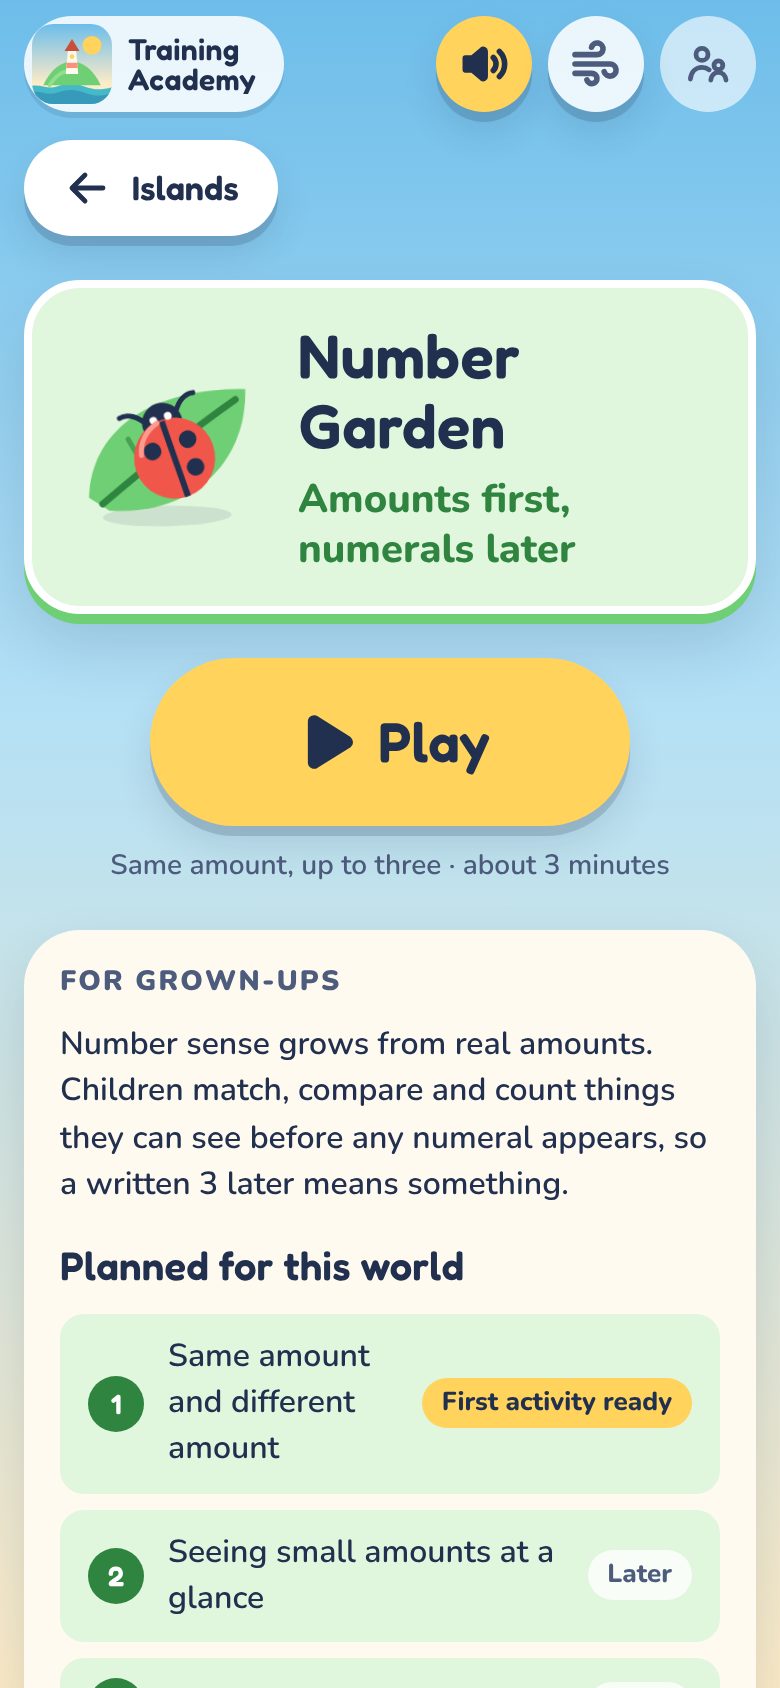 Training
Academy
Islands
Number
Garden
Amounts first,
numerals later
Play
Same amount, up to three · about 3 minutes
FOR GROWN-UPS
Number sense grows from real amounts.
Children match, compare and count things
they can see before any numeral appears, so
a written 3 later means something.
Planned for this world
1
Same amount
and different
amount
First activity ready
2
Seeing small amounts at a
glance
Later